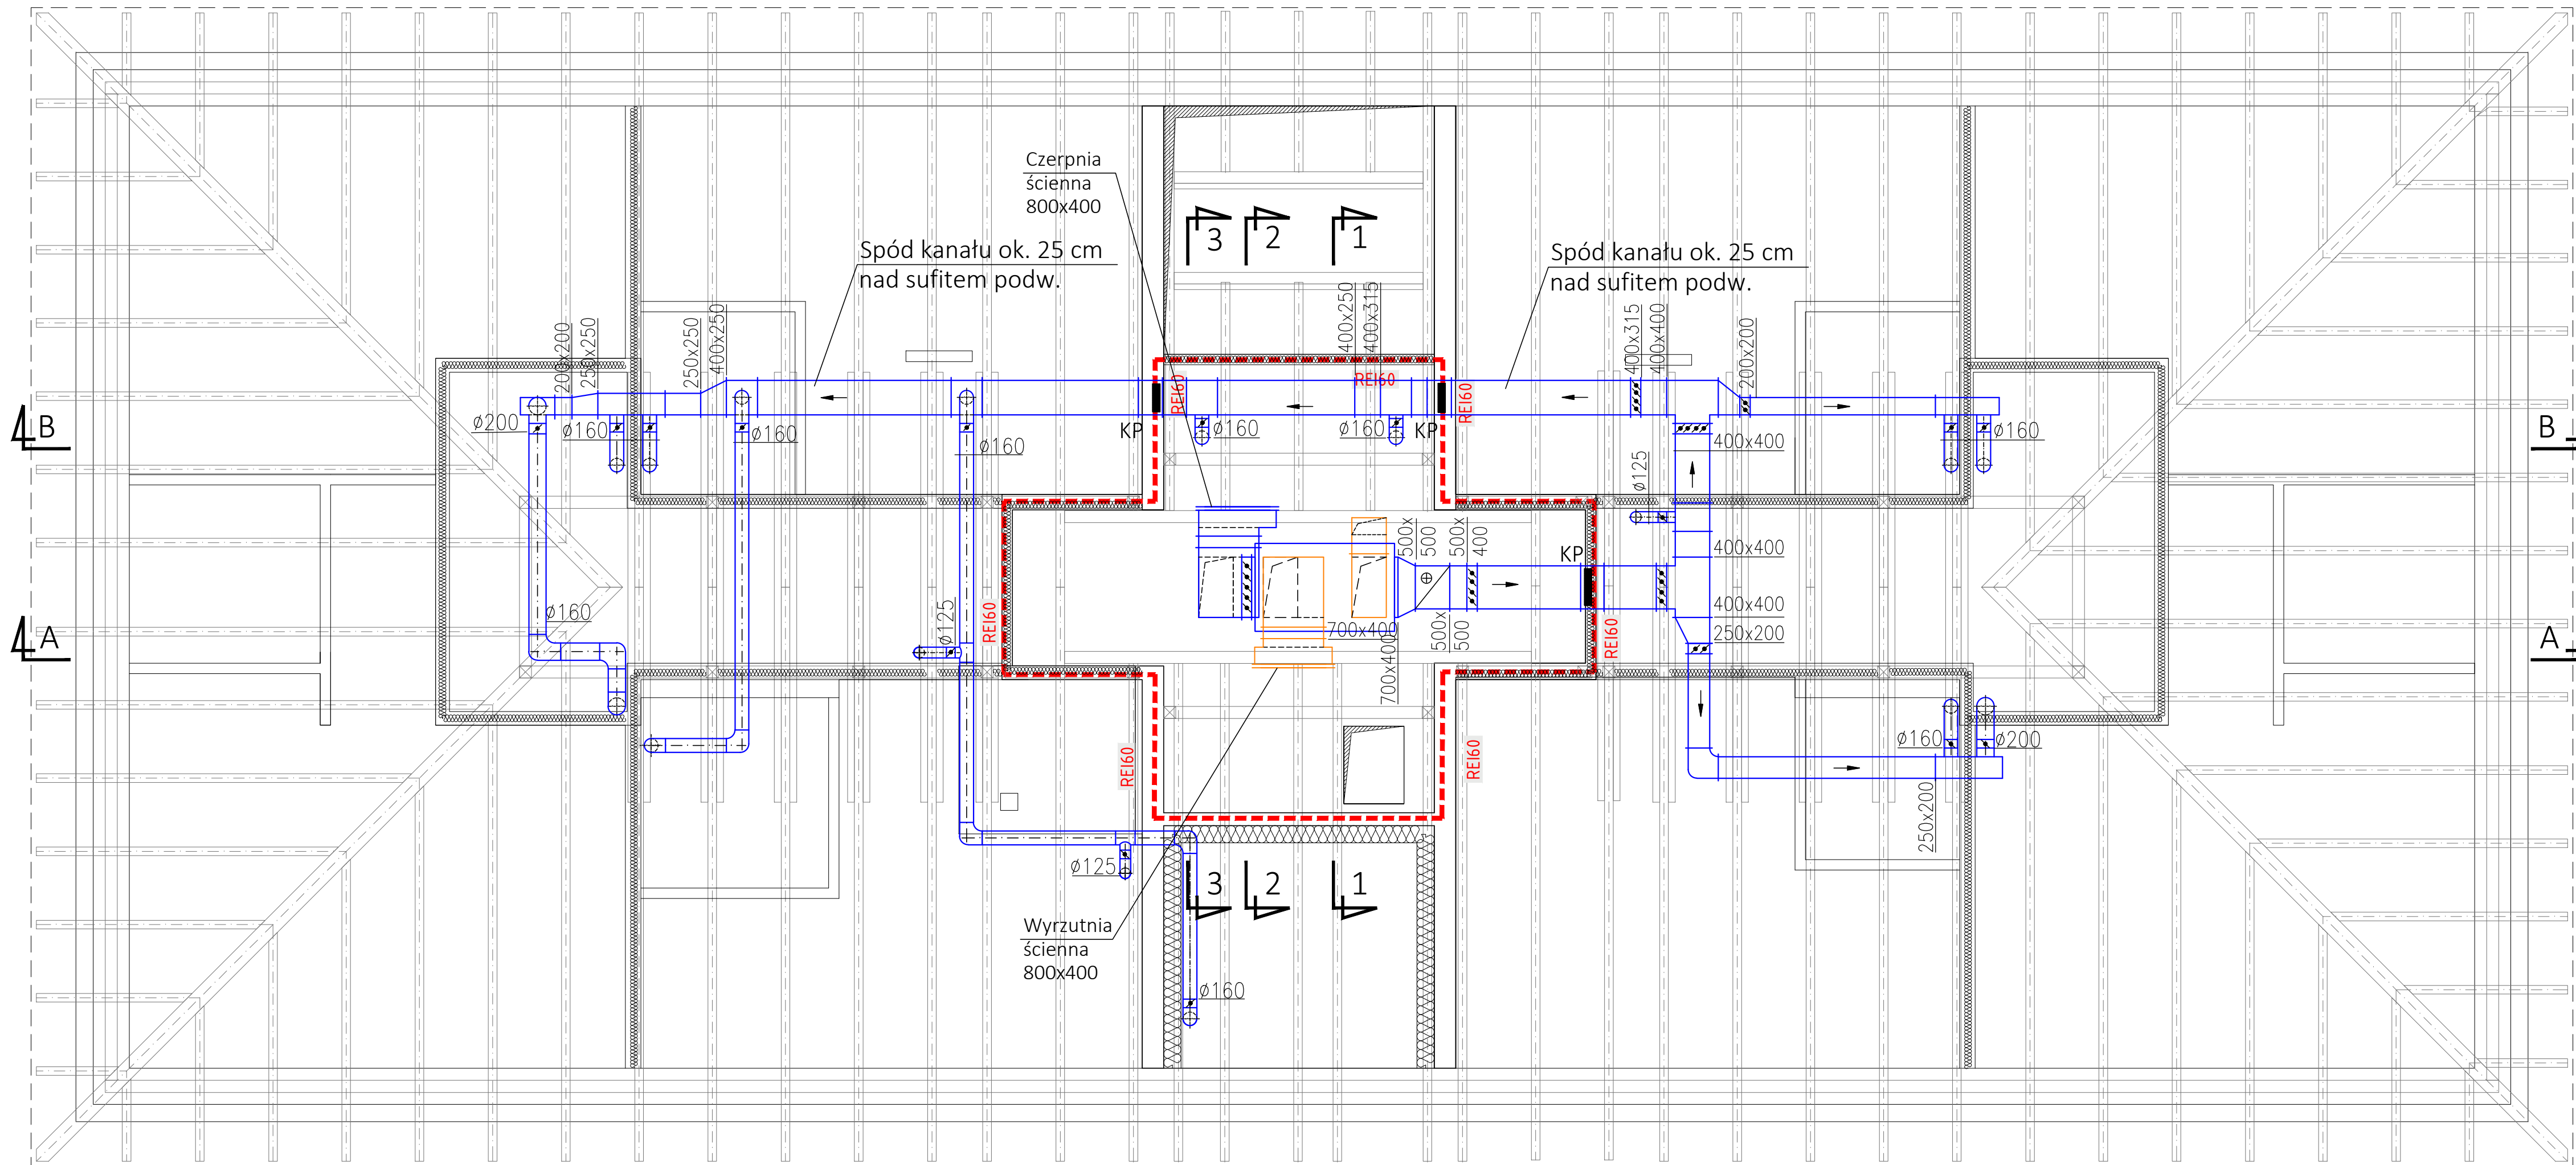 Czerpnia
ścienna
800x400
3
2
1
Spód kanału ok. 25 cm
nad sufitem podw.
Spód kanału ok. 25 cm
nad sufitem podw.
200x200
250x250
250x250
400x250
400x250
400x315
400x315
400x400
200x200
REI60
REI60
REI60
B
ø200
ø160
ø160
ø160
KP
ø160
ø160
KP
400x400
ø160
B
ø125
500x
500
500x
400
KP
400x400
A
ø160
ø125
REI60
700x400
700x400
500x
500
REI60
400x400
250x200
A
REI60
REI60
ø160
ø200
250x200
ø125
3
2
1
Wyrzutnia
ścienna
800x400
ø160